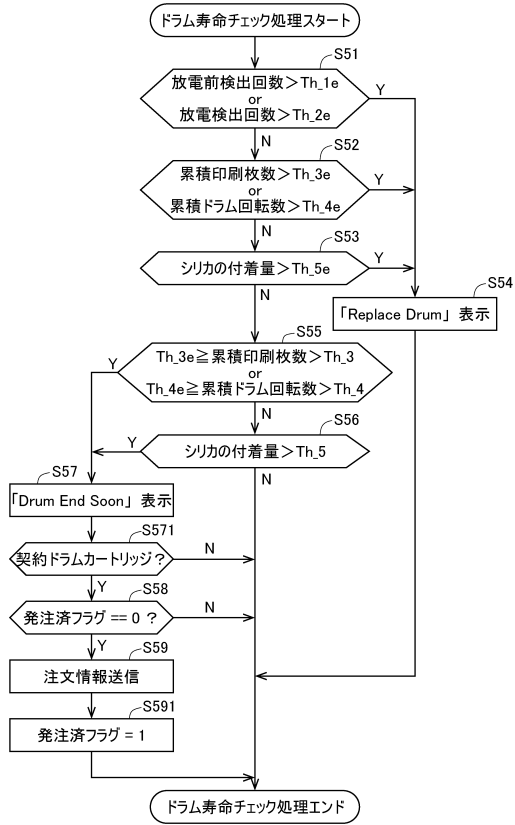 ドラム寿命チェック処理スタート
S51
放電前検出回数＞Th_1e
or
放電検出回数＞Th_2e
Y
N
S52
累積印刷枚数＞Th_3e
or
累積ドラム回転数＞Th_4e
Y
N
S53
シリカの付着量＞Th_5e
Y
N
S54
「Replace Drum」表示
S55
Th_3e≧累積印刷枚数＞Th_3
or
Th_4e≧累積ドラム回転数＞Th_4
Y
N
S56
シリカの付着量＞Th_5
Y
N
S57
「Drum End Soon」表示
S571
契約ドラムカートリッジ？
N
Y
S58
発注済フラグ == 0 ？
N
Y
S59
注文情報送信
S591
発注済フラグ = 1
ドラム寿命チェック処理エンド